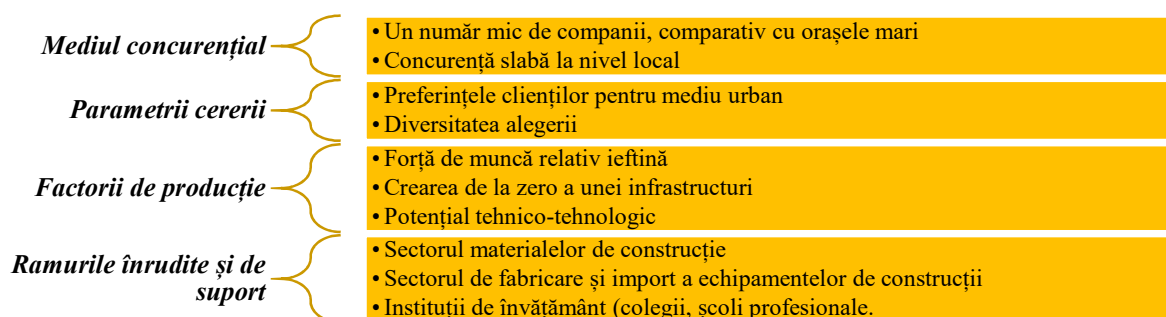 Mediul concurențial
• Un număr mic de companii, comparativ cu orașele mari
• Concurență slabă la nivel local
Parametrii cererii
• Preferințele clienților pentru mediu urban
• Diversitatea alegerii
Factorii de producție
• Forță de muncă relativ ieftină
• Crearea de la zero a unei infrastructuri
• Potențial tehnico-tehnologic
Ramurile înrudite și de
suport
• Sectorul materialelor de construcție
• Sectorul de fabricare și import a echipamentelor de construcții
• Instituții de învățământ (colegii, școli profesionale.